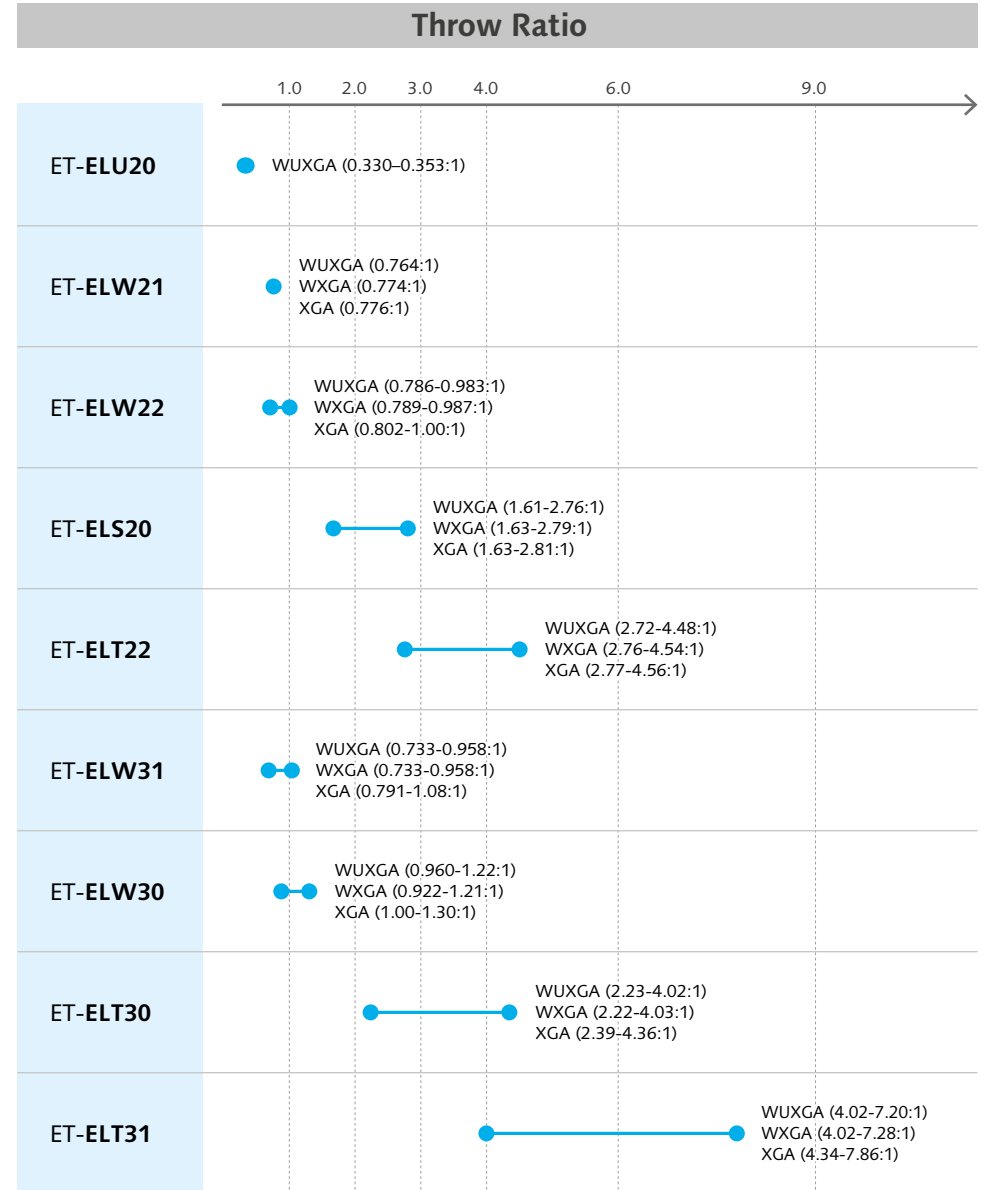 Throw Ratio
1.0 2.0 3.0 4.0 6.0 9.0
ET-ELU20
WUXGA (0.330–0.353:1)
ET-ELW21
WUXGA (0.764:1)
WXGA (0.774:1)
XGA (0.776:1)
ET-ELW22
WUXGA (0.786-0.983:1)
WXGA (0.789-0.987:1)
XGA (0.802-1.00:1)
ET-ELS20
WUXGA (1.61-2.76:1)
WXGA (1.63-2.79:1)
XGA (1.63-2.81:1)
ET-ELT22
WUXGA (2.72-4.48:1)
WXGA (2.76-4.54:1)
XGA (2.77-4.56:1)
ET-ELW31
WUXGA (0.733-0.958:1)
WXGA (0.733-0.958:1)
XGA (0.791-1.08:1)
ET-ELW30
WUXGA (0.960-1.22:1)
WXGA (0.922-1.21:1)
XGA (1.00-1.30:1)
ET-ELT30
WUXGA (2.23-4.02:1)
WXGA (2.22-4.03:1)
XGA (2.39-4.36:1)
ET-ELT31
WUXGA (4.02-7.20:1)
WXGA (4.02-7.28:1)
XGA (4.34-7.86:1)